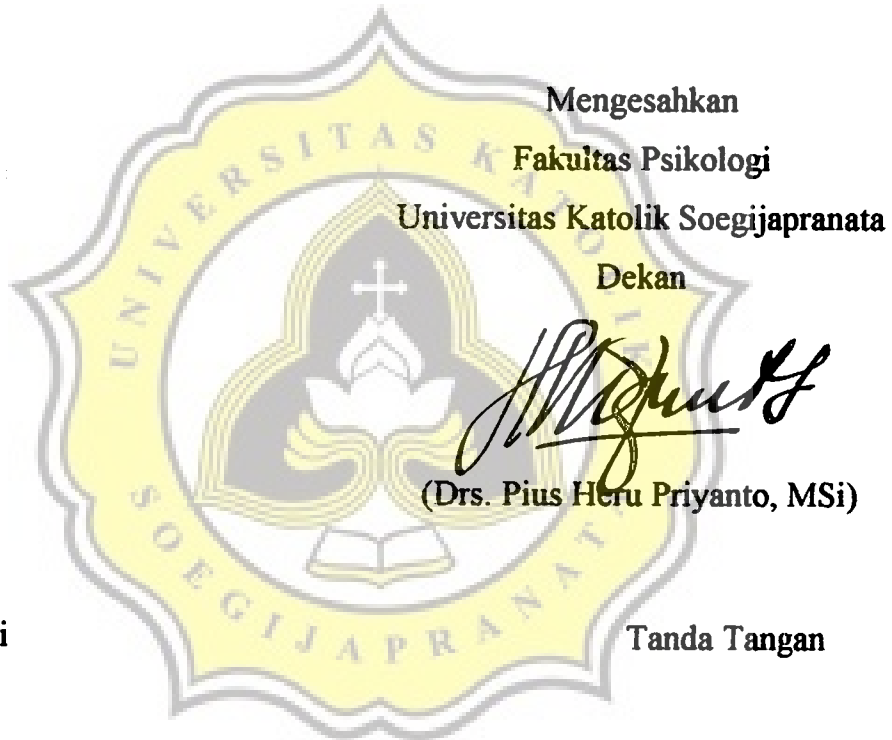 Mengesahkan
Fakultas Psikologi
Universitas Katolik Soegijapranata
Dekan
(Drs. Pius Heru Priyanto, MSi)
i
Tanda Tangan
UNIVERSITAS KATOLIK
SOEGIJAPRANATA